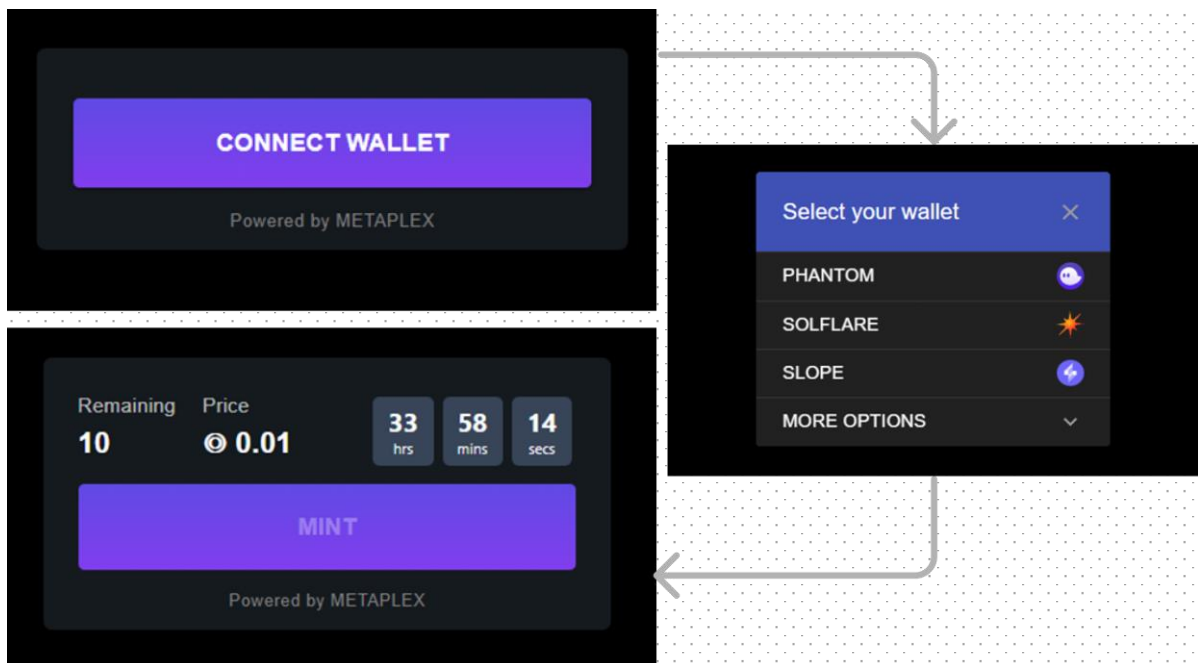 CONNECT WALLET
Powered by METAPLEX
Select your wallet
PHANTOM
SOLFLARE
SLOPE
MORE OPTIONS
Remaining Price
10 0.01
33 58 14
hrs mins secs
MINT
Powered by METAPLEX